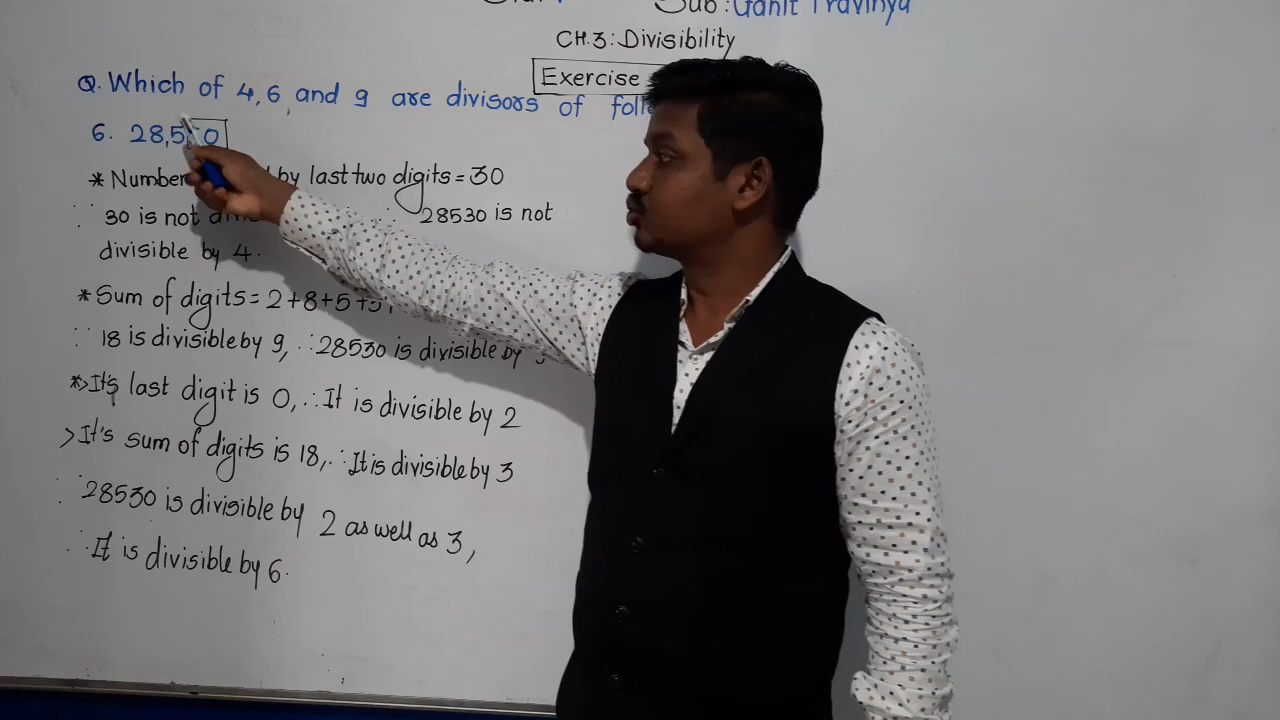 Sub : Ganit Pravinya
CH.3 : Divisibility
Exercise
Q. Which of 4, 6, and 9 are divisors of
6. 28,530
* Number by last two digits = 30
∴ 30 is not ∴ 28530 is not
divisible by 4.
* Sum of digits = 2+8+5+3+
∵ 18 is divisible by 9, ∴ 28530 is divisible by 9
*> It's last digit is 0, ∴ It is divisible by 2
> It's sum of digits is 18, ∴ It is divisible by 3
∵ 28530 is divisible by 2 as well as 3,
∴ It is divisible by 6.